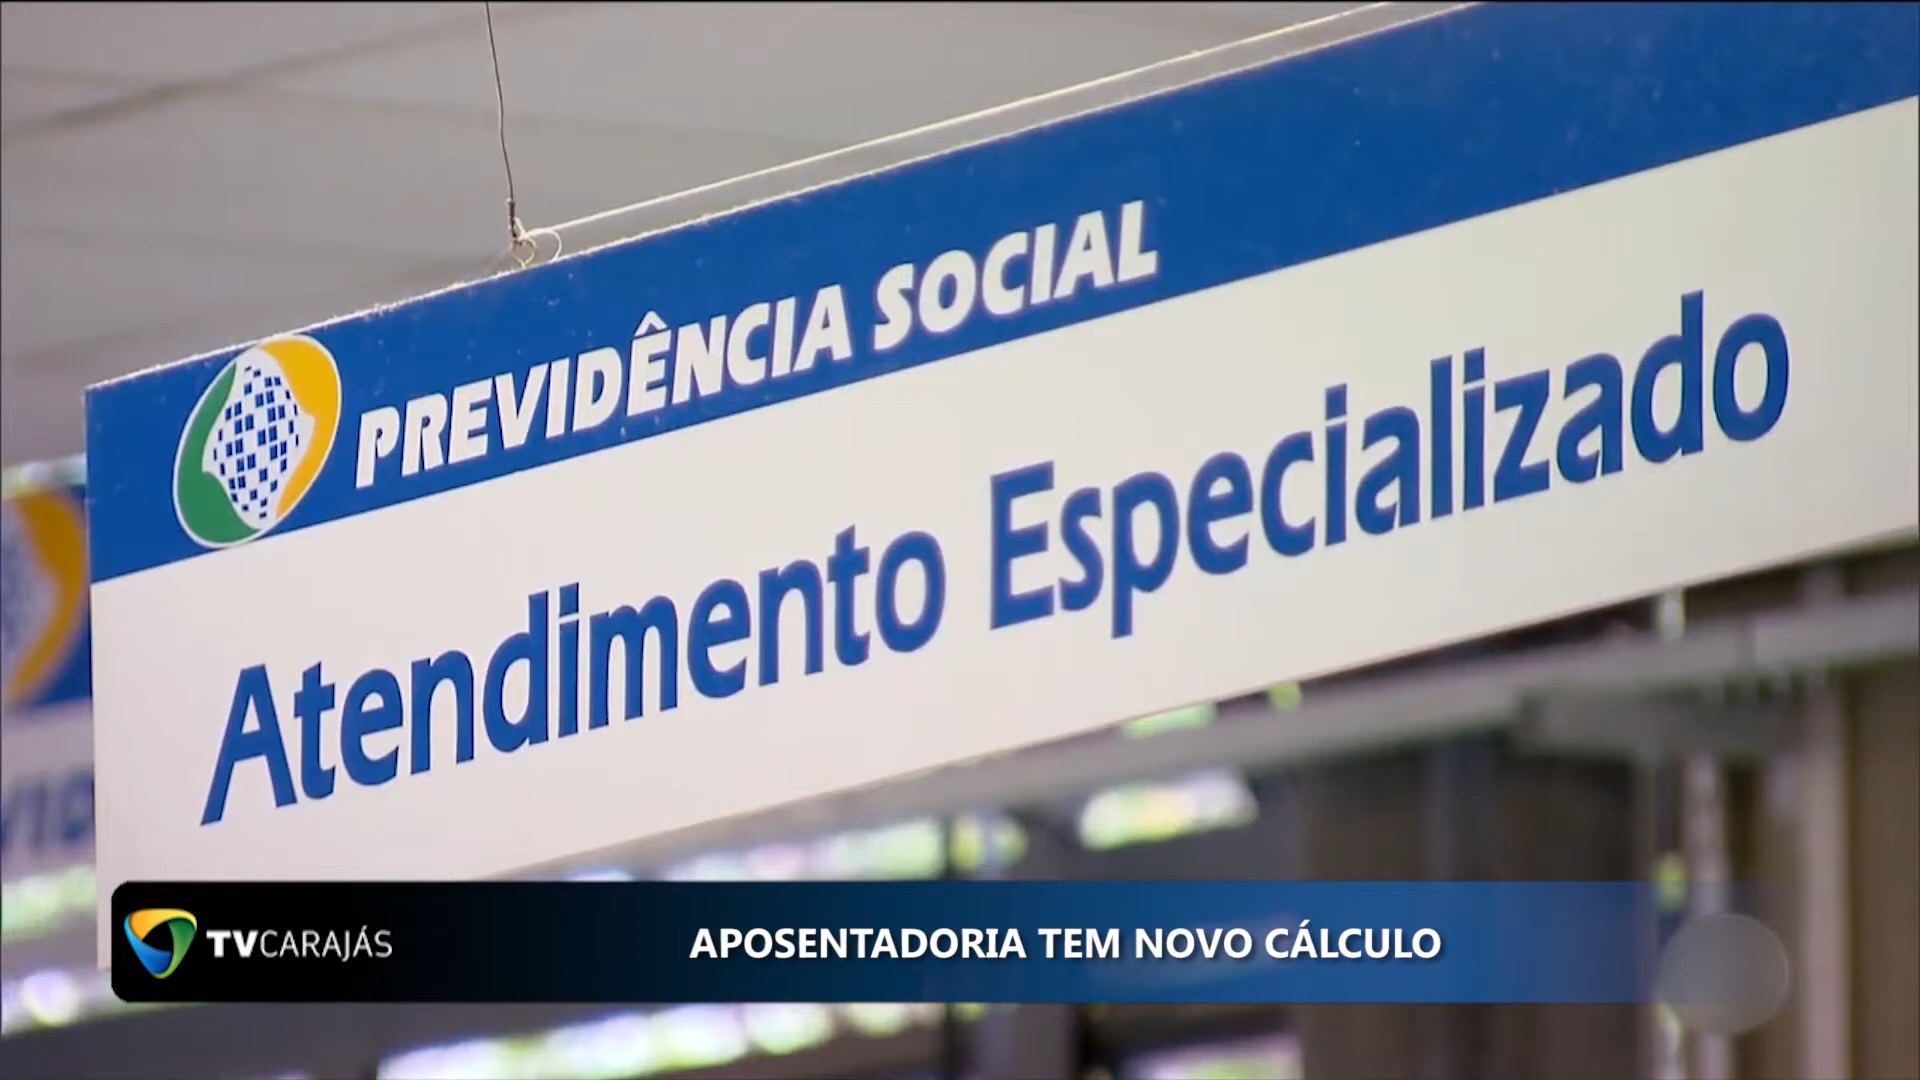 PREVIDÊNCIA SOCIAL
Atendimento Especializado
TVCARAJÁS
APOSENTADORIA TEM NOVO CÁLCULO